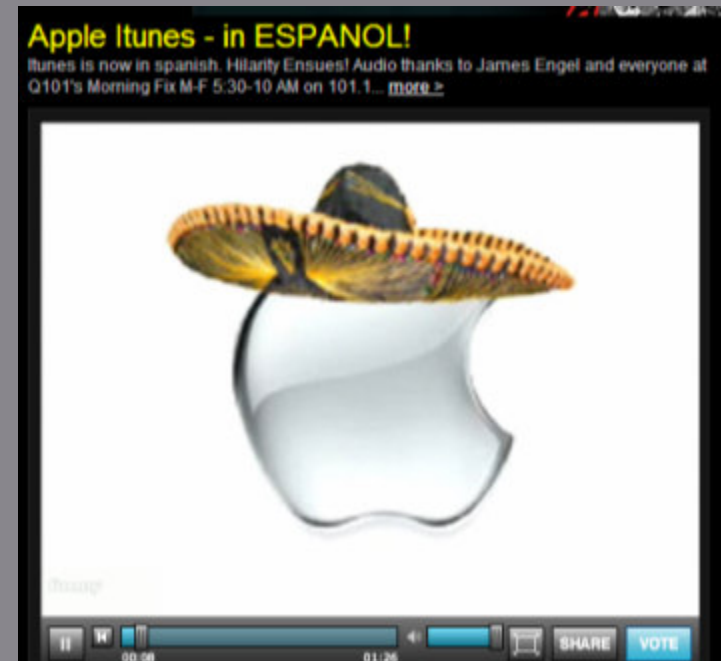 Apple Itunes - in ESPANOL!
Itunes is now in spanish. Hilarity Ensues! Audio thanks to James Engel and everyone at
Q101's Morning Fix M-F 5:30-10 AM on 101.1... more >
funny
00:08
01:26
SHARE
VOTE